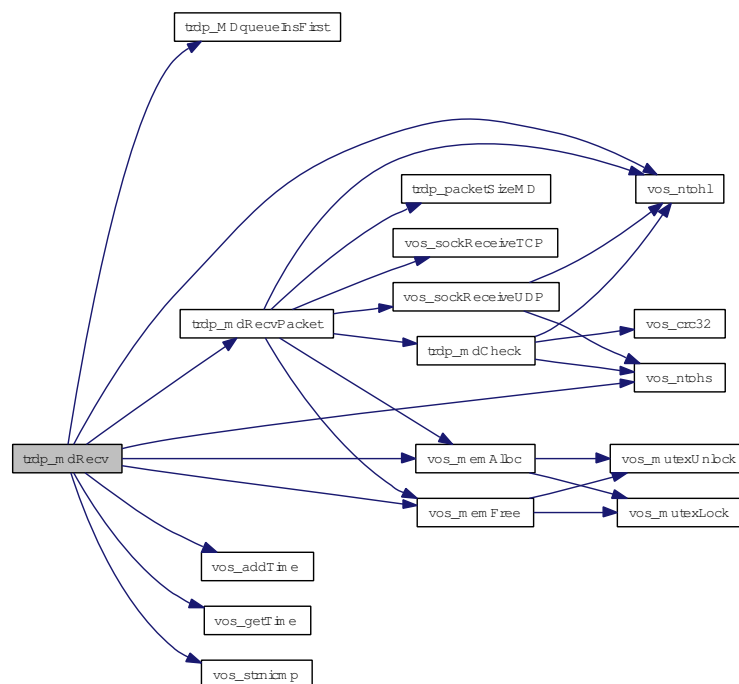 trdp_MDqueueInsFirst
vos_ntohl
trdp_packetSizeMD
vos_sockReceiveTCP
vos_sockReceiveUDP
trdp_mdRecvPacket
vos_crc32
trdp_mdCheck
vos_ntohs
trdp_mdRecv
vos_memAlloc
vos_mutexUnlock
vos_memFree
vos_mutexLock
vos_addTime
vos_getTime
vos_strnicmp